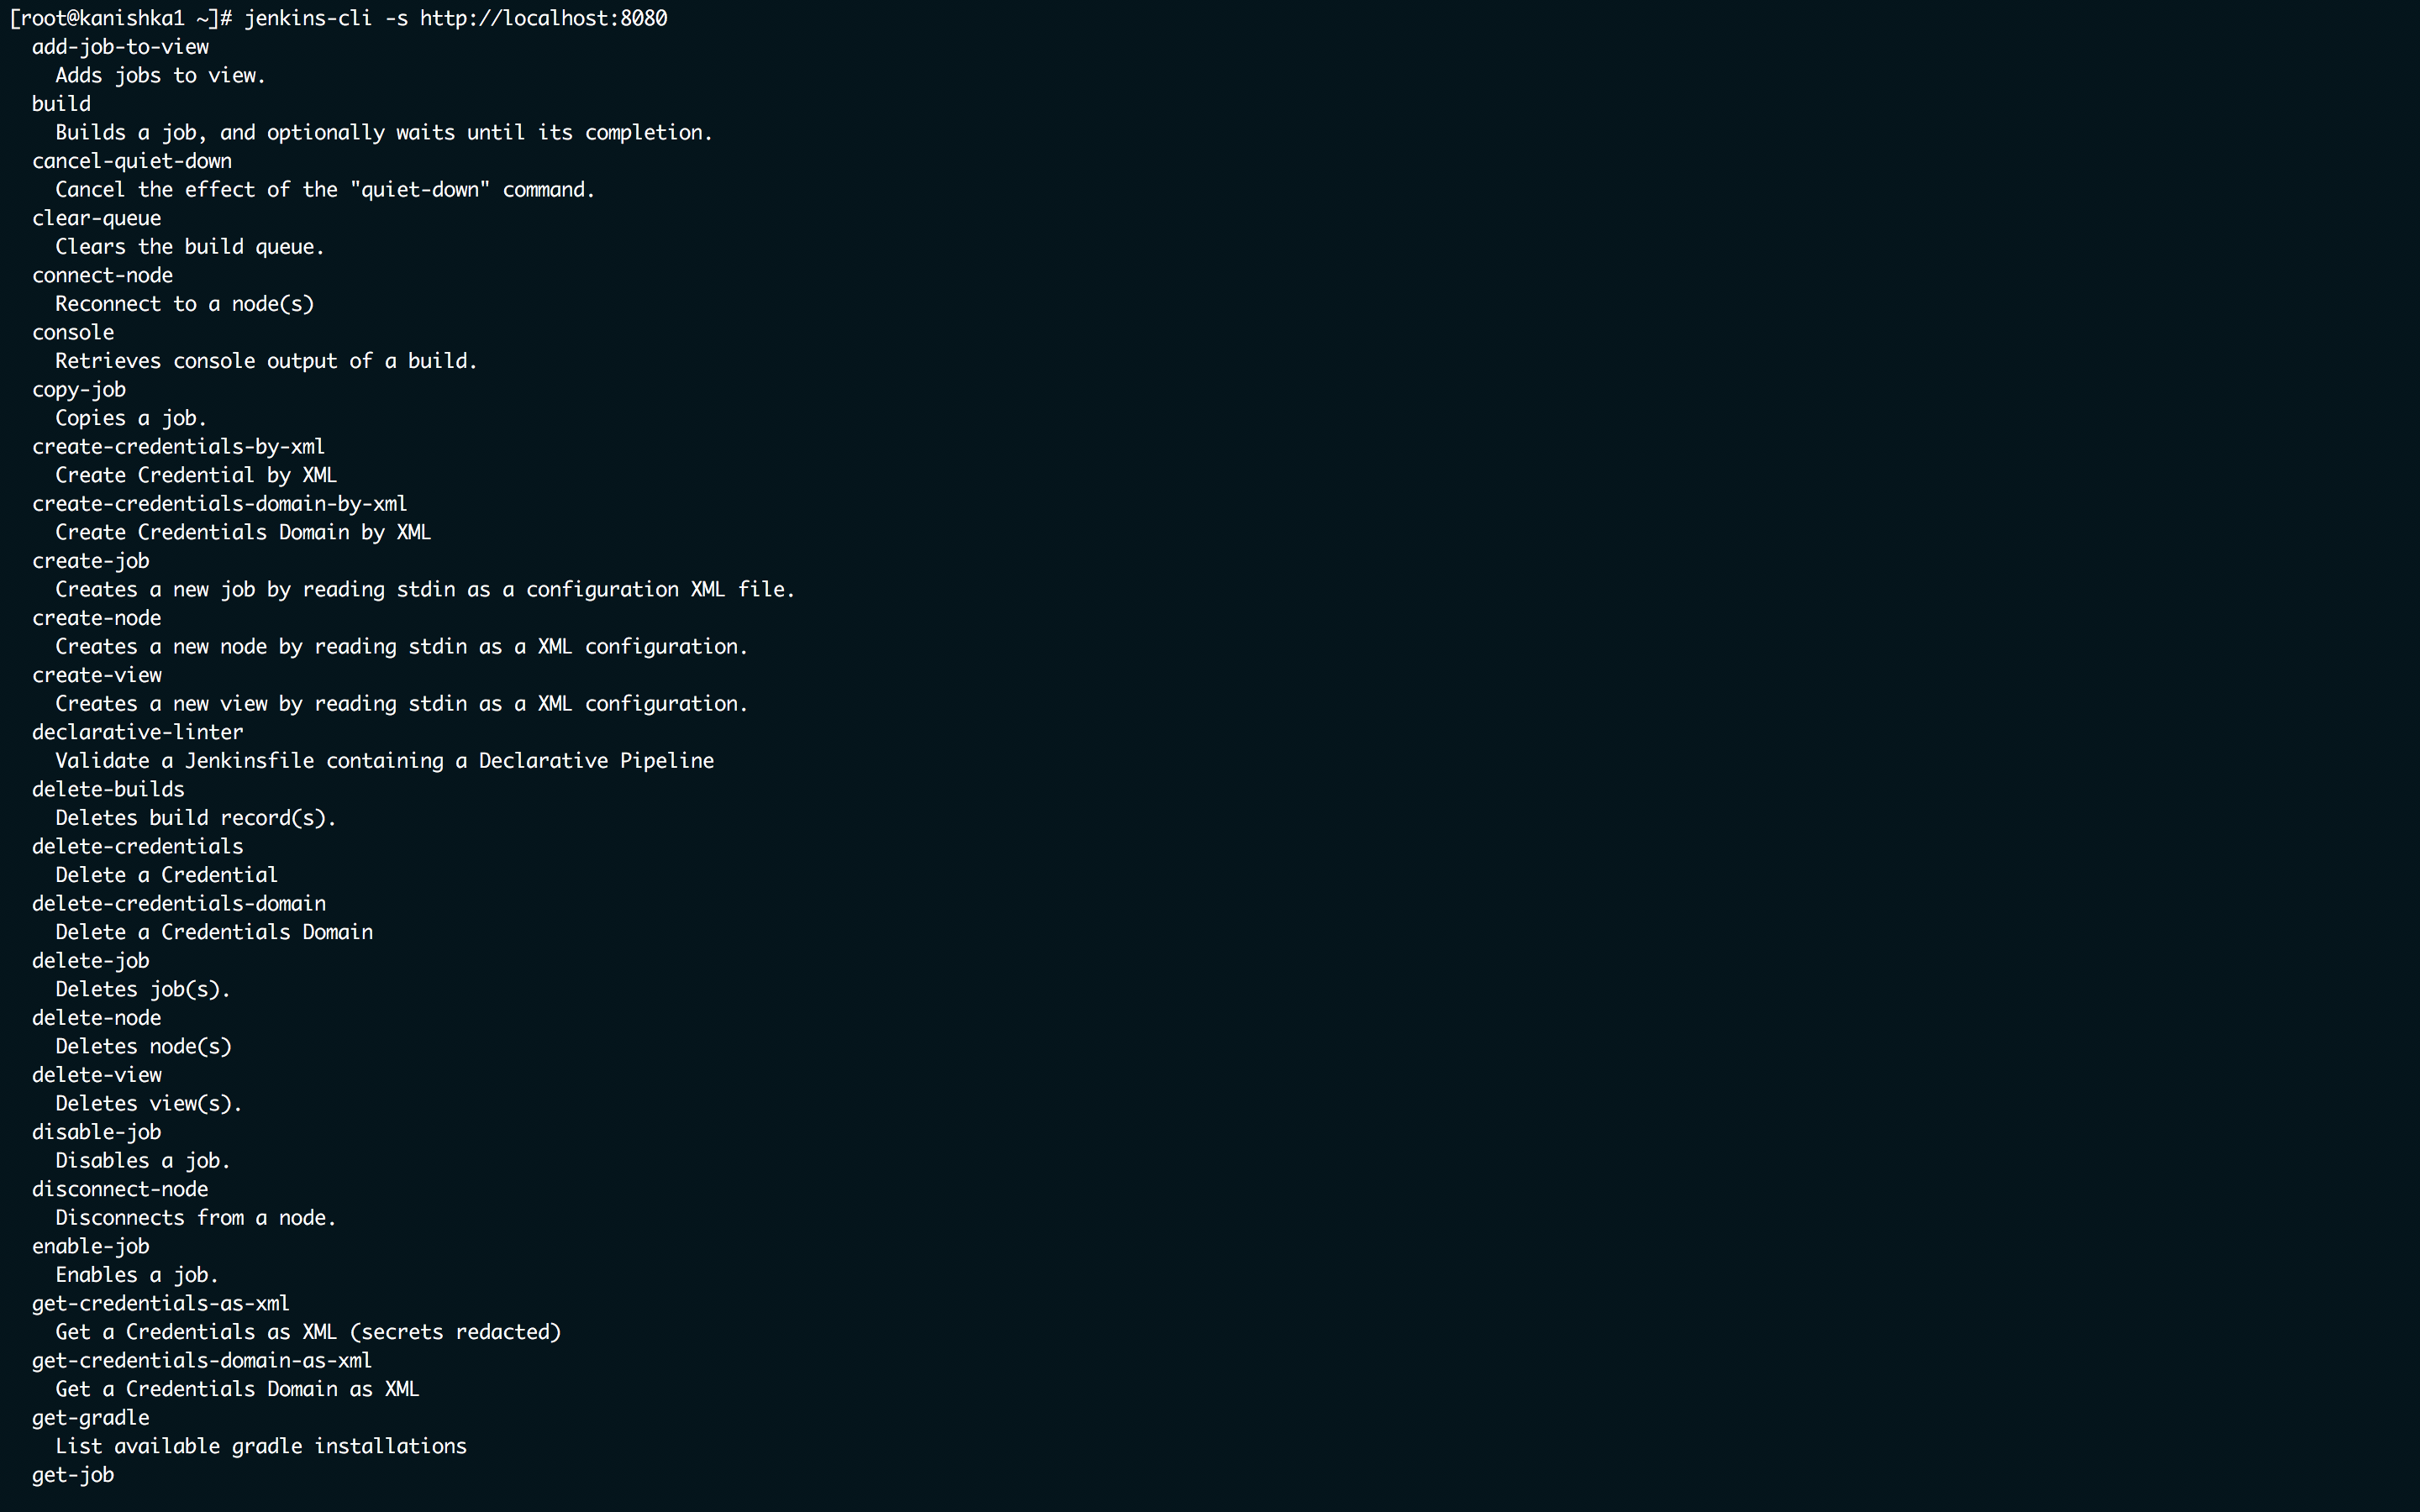 [root@kanishka1 ~]# jenkins-cli -s http://localhost:8080
add-job-to-view
Adds jobs to view.
build
Builds a job, and optionally waits until its completion.
cancel-quiet-down
Cancel the effect of the "quiet-down" command.
clear-queue
Clears the build queue.
connect-node
Reconnect to a node(s)
console
Retrieves console output of a build.
copy-job
Copies a job.
create-credentials-by-xml
Create Credential by XML
create-credentials-domain-by-xml
Create Credentials Domain by XML
create-job
Creates a new job by reading stdin as a configuration XML file.
create-node
Creates a new node by reading stdin as a XML configuration.
create-view
Creates a new view by reading stdin as a XML configuration.
declarative-linter
Validate a Jenkinsfile containing a Declarative Pipeline
delete-builds
Deletes build record(s).
delete-credentials
Delete a Credential
delete-credentials-domain
Delete a Credentials Domain
delete-job
Deletes job(s).
delete-node
Deletes node(s)
delete-view
Deletes view(s).
disable-job
Disables a job.
disconnect-node
Disconnects from a node.
enable-job
Enables a job.
get-credentials-as-xml
Get a Credentials as XML (secrets redacted)
get-credentials-domain-as-xml
Get a Credentials Domain as XML
get-gradle
List available gradle installations
get-job